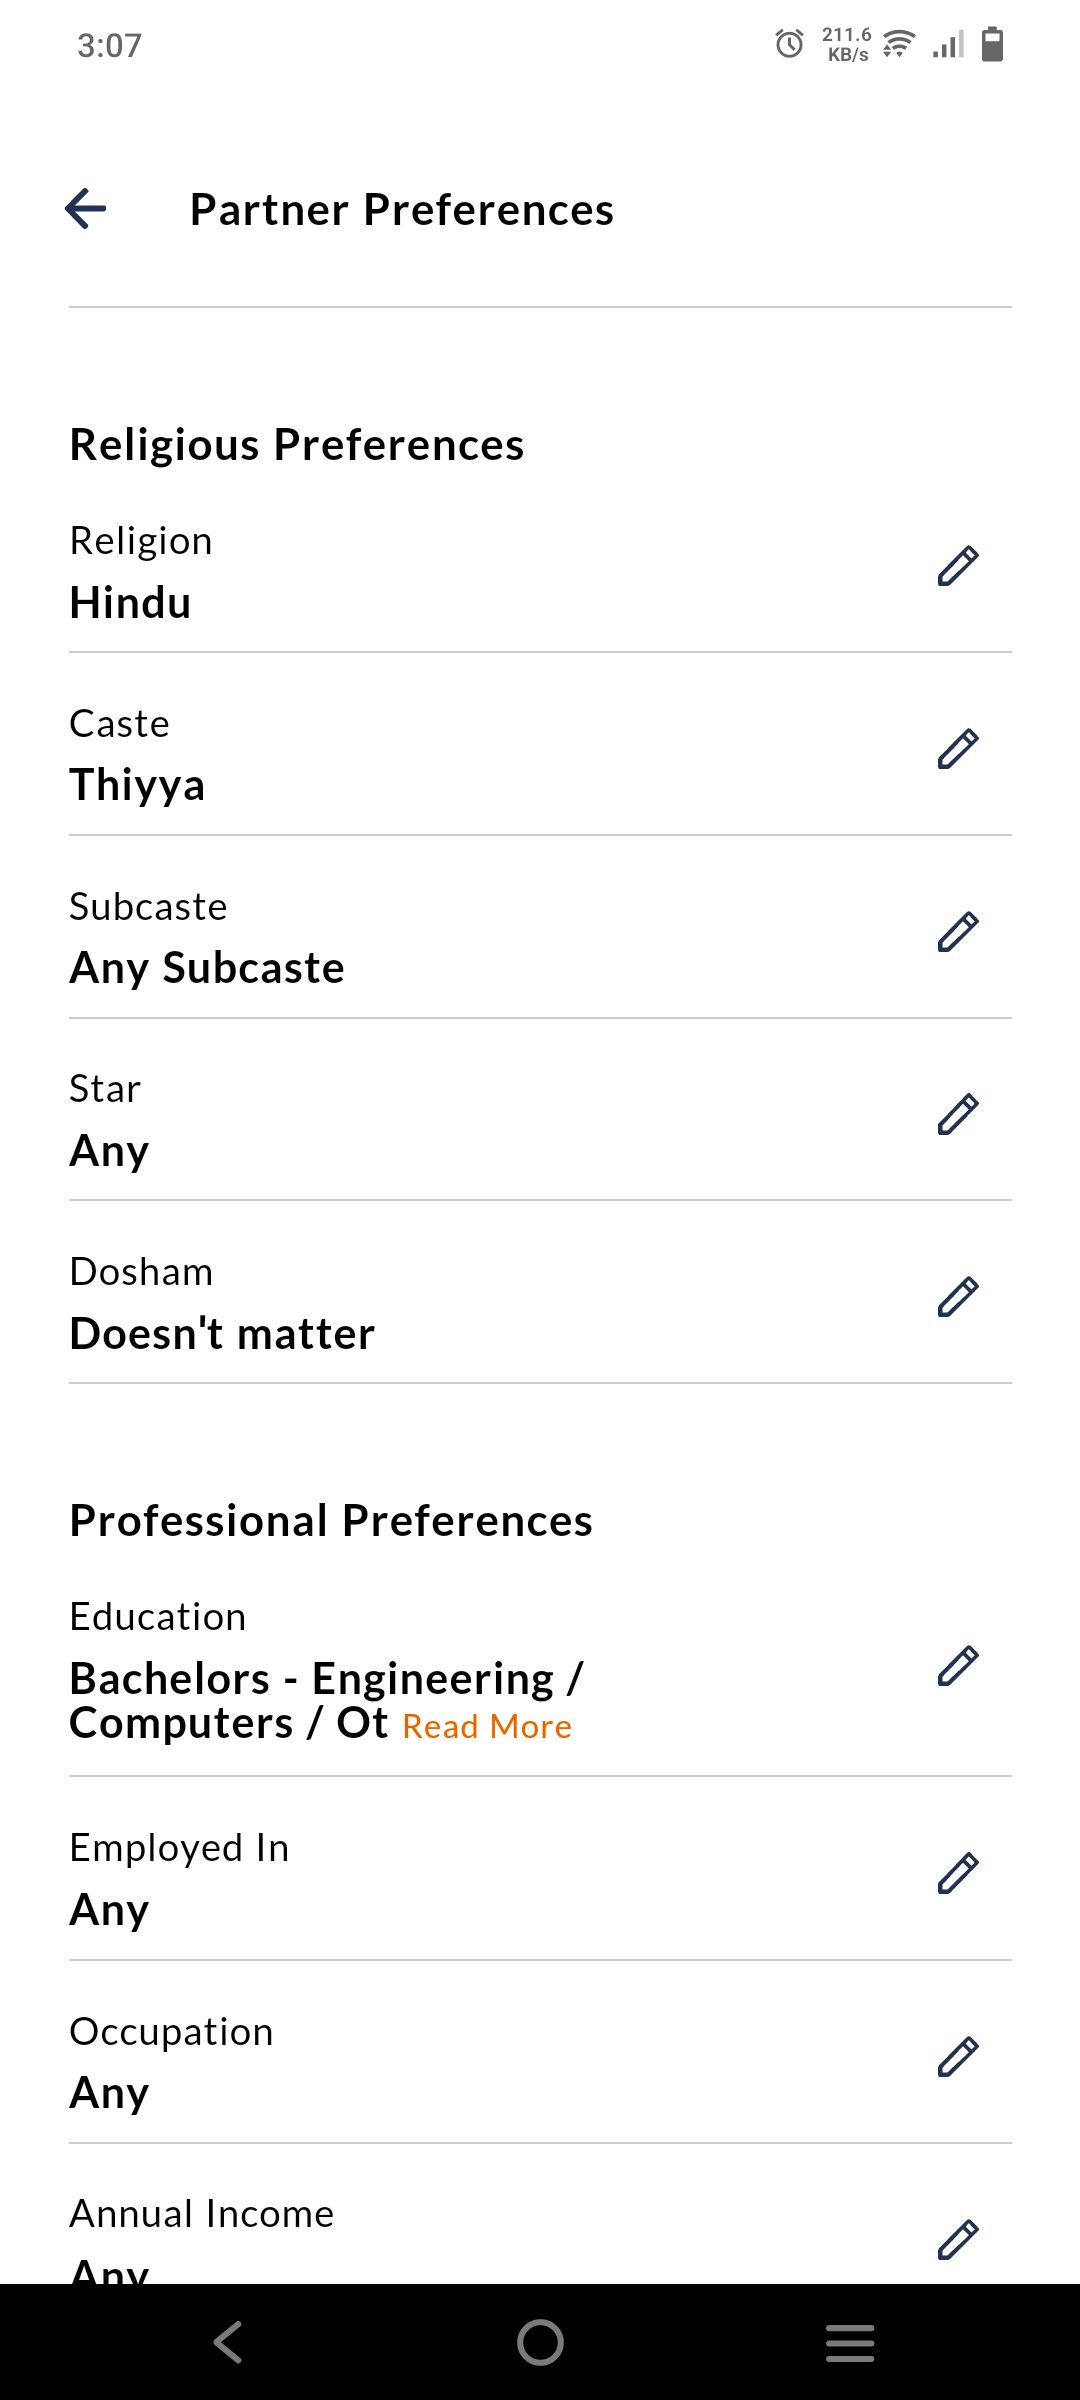 3:07
211.6
KB/s
Partner Preferences
Religious Preferences
Religion
Hindu
Caste
Thiyya
Subcaste
Any Subcaste
Star
Any
Dosham
Doesn't matter
Professional Preferences
Education
Bachelors - Engineering /
Computers / Ot Read More
Employed In
Any
Occupation
Any
Annual Income
Any